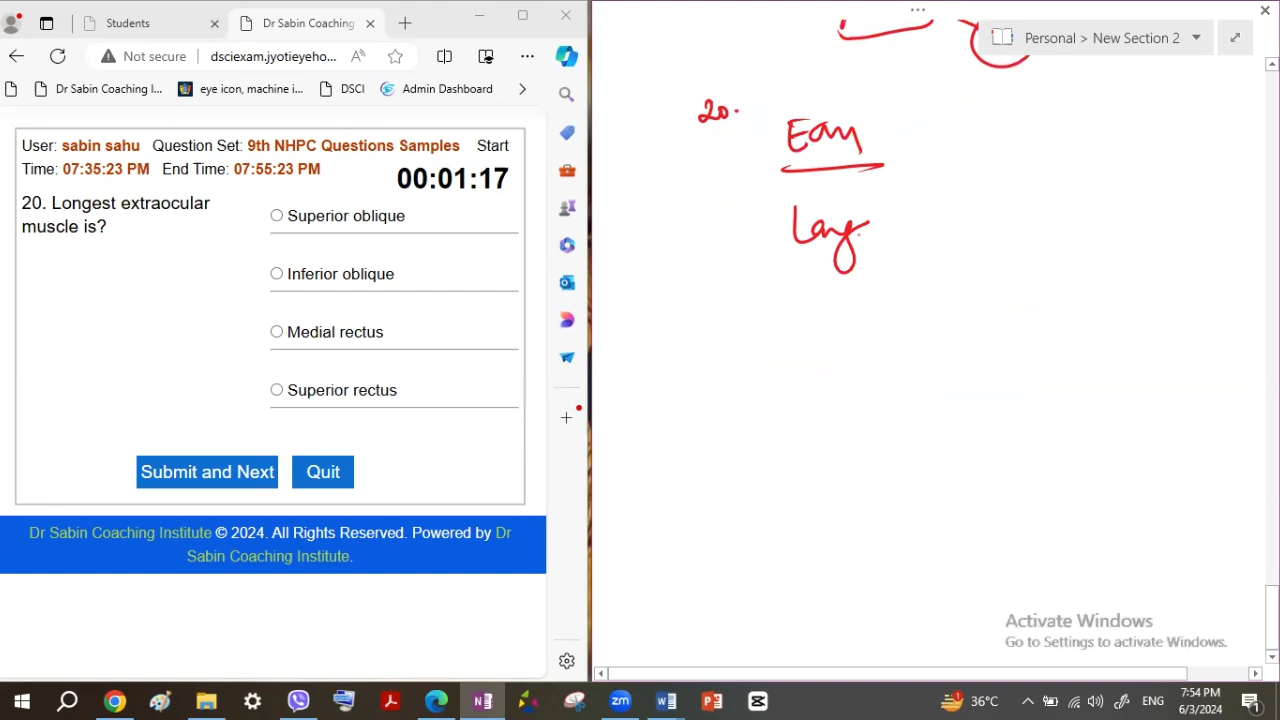 Students
Dr Sabin Coaching
Not secure
dsciexam.jyotieyeho...
Dr Sabin Coaching I...
eye icon, machine i...
DSCI
Admin Dashboard
Personal > New Section 2
User: sabin sahu Question Set: 9th NHPC Questions Samples Start
Time: 07:35:23 PM End Time: 07:55:23 PM
00:01:17
20. Longest extraocular
muscle is?
Superior oblique
Inferior oblique
Medial rectus
Superior rectus
Submit and Next
Quit
Dr Sabin Coaching Institute © 2024. All Rights Reserved. Powered by Dr
Sabin Coaching Institute.
20.
EOM
Activate Windows
Go to Settings to activate Windows.
36°C
ENG
7:54 PM
6/3/2024